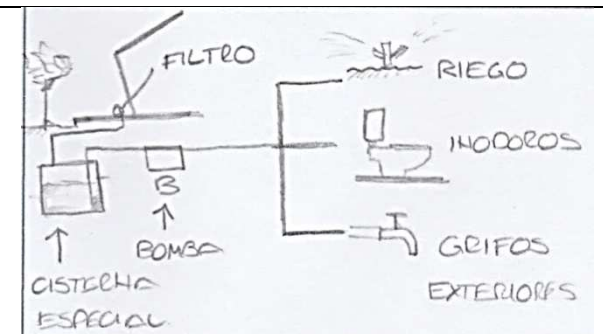 FILTRO
RIEGO
INODOROS
B
BOMBA
CISTERNA
ESPECIAL
GRIFOS
EXTERIORES